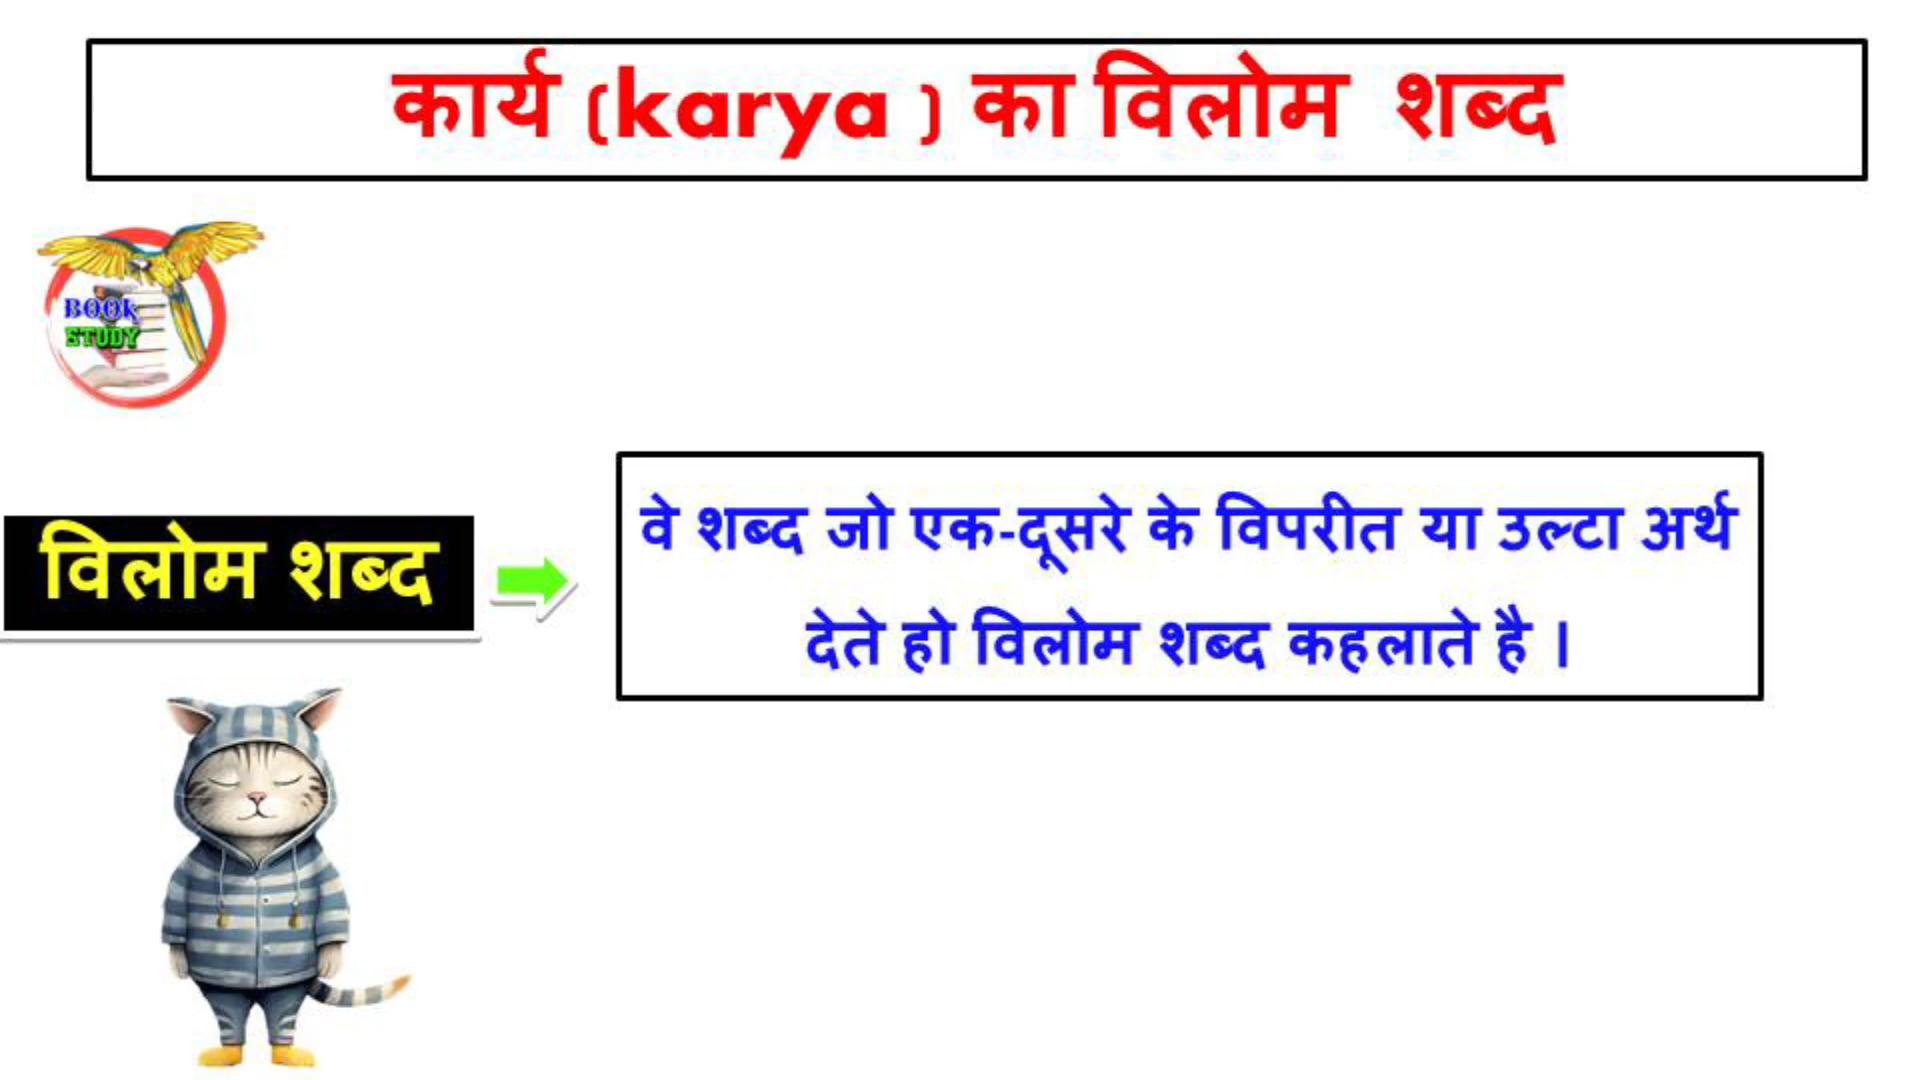 कार्य (karya ) का विलोम शब्द
BOOK
STUDY
विलोम शब्द
वे शब्द जो एक-दूसरे के विपरीत या उल्टा अर्थ
देते हो विलोम शब्द कहलाते है ।